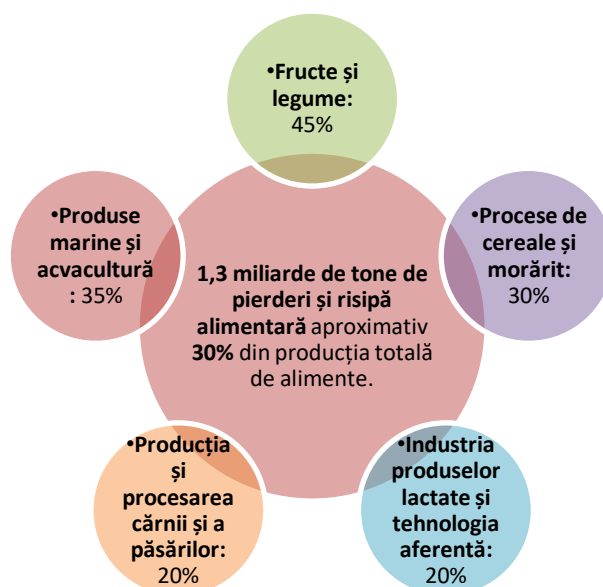 •Fructe și
legume:
45%
•Procese de
cereale și
morărit:
30%
•Produse
marine și
acvacultură
: 35%
1,3 miliarde de tone de
pierderi și risipă
alimentară aproximativ
30% din producția totală
de alimente.
•Producția
și
procesarea
cărnii și a
păsărilor:
20%
•Industria
produselor
lactate și
tehnologia
aferentă:
20%